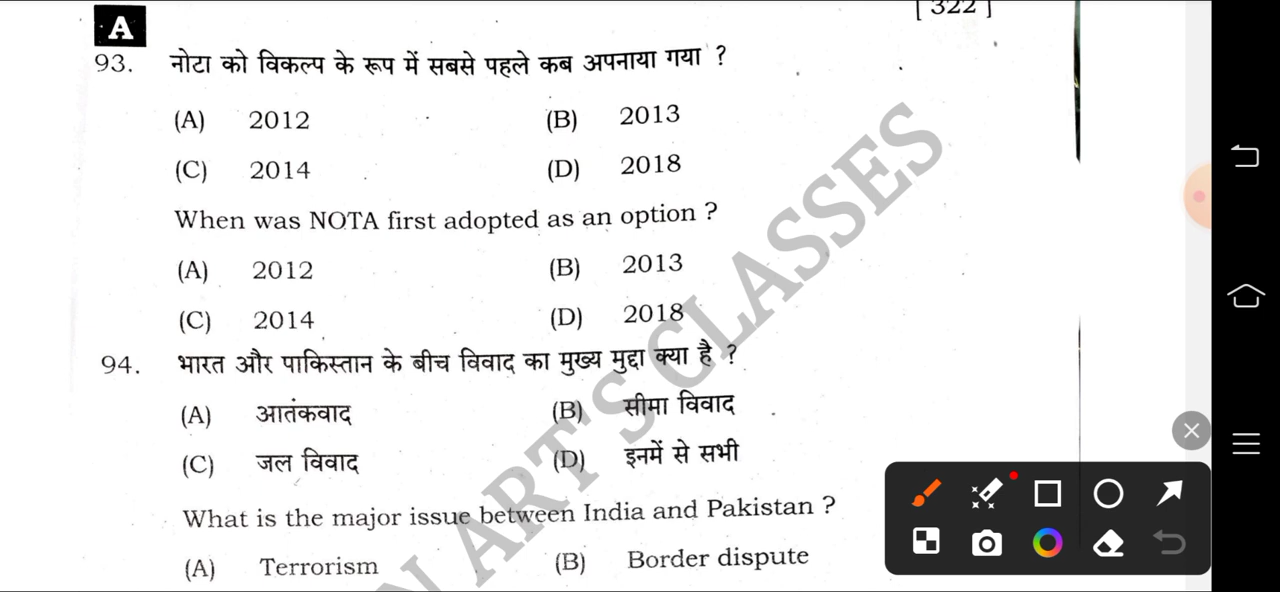 [ 322 ]
A
93. नोटा को विकल्प के रूप में सबसे पहले कब अपनाया गया ?
(A) 2012 (B) 2013
(C) 2014 (D) 2018
When was NOTA first adopted as an option ?
(A) 2012 (B) 2013
(C) 2014 (D) 2018
94. भारत और पाकिस्तान के बीच विवाद का मुख्य मुद्दा क्या है ?
(A) आतंकवाद (B) सीमा विवाद
(C) जल विवाद (D) इनमें से सभी
What is the major issue between India and Pakistan ?
(A) Terrorism (B) Border dispute
N ART'S CLASSES